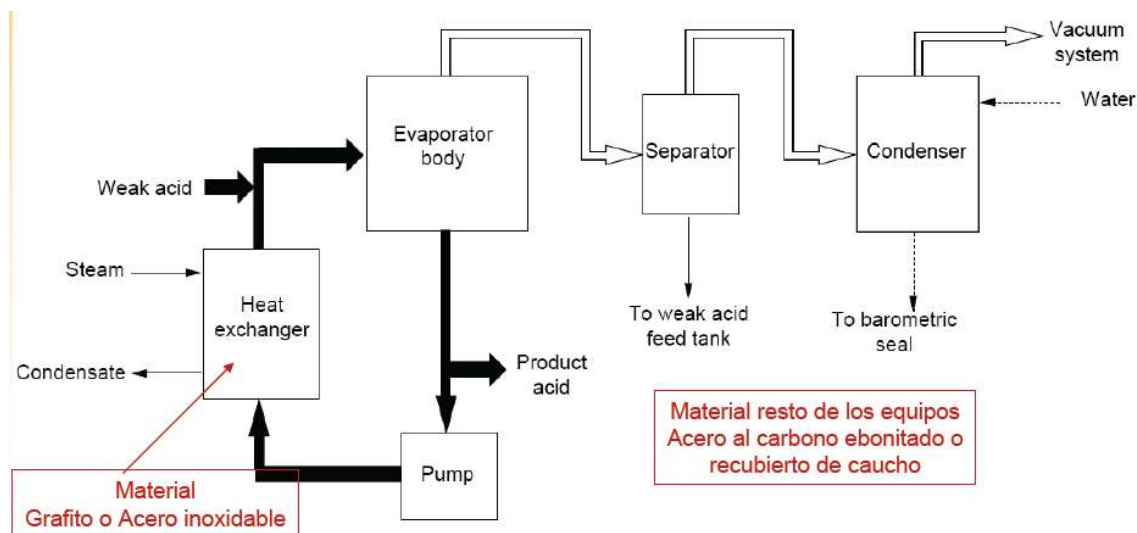 Vacuum
system
Water
Evaporator
body
Separator
Condenser
Weak acid
Steam
Heat
exchanger
To weak acid
feed tank
To barometric
seal
Condensate
Product
acid
Material resto de los equipos
Acero al carbono ebonitado o
recubierto de caucho
Pump
Material
Grafito o Acero inoxidable